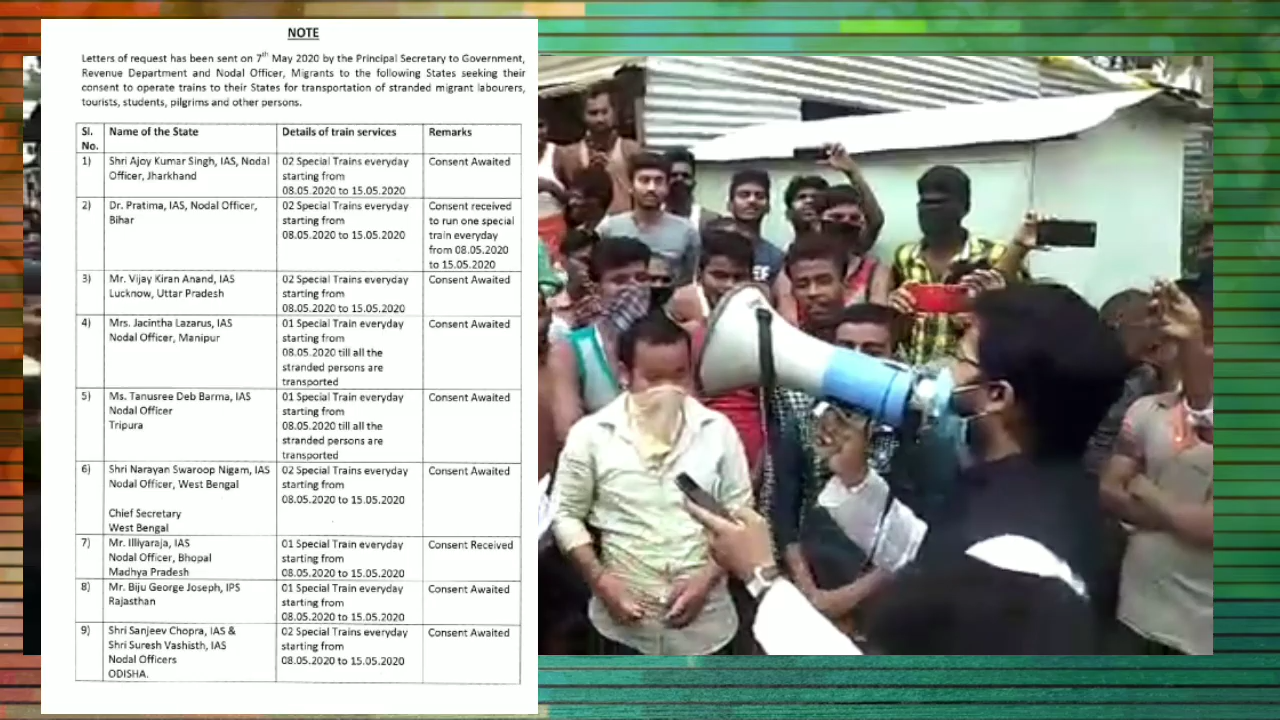 NOTE
Letters of request has been sent on 7th May 2020 by the Principal Secretary to Government,
Revenue Department and Nodal Officer, Migrants to the following States seeking their
consent to operate trains to their States for transportation of stranded migrant labourers,
tourists, students, pilgrims and other persons.
Sl. No. Name of the State Details of train services Remarks
1) Shri Ajoy Kumar Singh, IAS, Nodal 02 Special Trains everyday Consent Awaited
Officer, Jharkhand starting from
08.05.2020 to 15.05.2020
2) Dr. Pratima, IAS, Nodal Officer, 02 Special Trains everyday Consent received
Bihar starting from to run one special
08.05.2020 to 15.05.2020 train everyday
from 08.05.2020
to 15.05.2020
3) Mr. Vijay Kiran Anand, IAS 02 Special Trains everyday Consent Awaited
Lucknow, Uttar Pradesh starting from
08.05.2020 to 15.05.2020
4) Mrs. Jacintha Lazarus, IAS 01 Special Train everyday Consent Awaited
Nodal Officer, Manipur starting from
08.05.2020 till all the
stranded persons are
transported
5) Ms. Tanusree Deb Barma, IAS 01 Special Train everyday Consent Awaited
Nodal Officer starting from
Tripura 08.05.2020 till all the
stranded persons are
transported
6) Shri Narayan Swaroop Nigam, IAS 02 Special Trains everyday Consent Awaited
Nodal Officer, West Bengal starting from
08.05.2020 to 15.05.2020
Chief Secretary
West Bengal
7) Mr. Illiyaraja, IAS 01 Special Train everyday Consent Received
Nodal Officer, Bhopal starting from
Madhya Pradesh 08.05.2020 to 15.05.2020
8) Mr. Biju George Joseph, IPS 01 Special Train everyday Consent Awaited
Rajasthan starting from
08.05.2020 to 15.05.2020
9) Shri Sanjeev Chopra, IAS & 02 Special Trains everyday Consent Awaited
Shri Suresh Vashisth, IAS starting from
Nodal Officers 08.05.2020 to 15.05.2020
ODISHA.